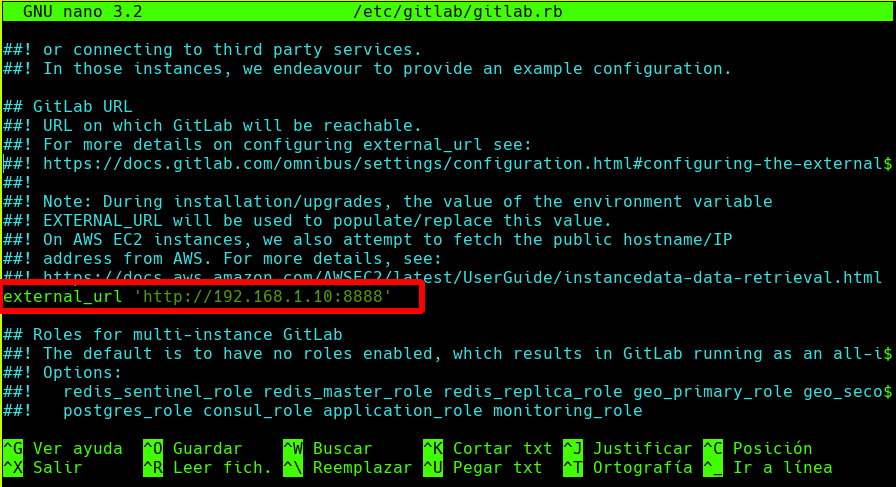 GNU nano 3.2 /etc/gitlab/gitlab.rb
##! or connecting to third party services.
##! In those instances, we endeavour to provide an example configuration.
## GitLab URL
##! URL on which GitLab will be reachable.
##! For more details on configuring external_url see:
##! https://docs.gitlab.com/omnibus/settings/configuration.html#configuring-the-external$
##!
##! Note: During installation/upgrades, the value of the environment variable
##! EXTERNAL_URL will be used to populate/replace this value.
##! On AWS EC2 instances, we also attempt to fetch the public hostname/IP
##! address from AWS. For more details, see:
##! https://docs.aws.amazon.com/AWSEC2/latest/UserGuide/instancedata-data-retrieval.html
external_url 'http://192.168.1.10:8888'
## Roles for multi-instance GitLab
##! The default is to have no roles enabled, which results in GitLab running as an all-i$
##! Options:
##!   redis_sentinel_role redis_master_role redis_replica_role geo_primary_role geo_seco$
##!   postgres_role consul_role application_role monitoring_role
^G Ver ayuda ^O Guardar ^W Buscar ^K Cortar txt ^J Justificar ^C Posición
^X Salir ^R Leer fich. ^\ Reemplazar ^U Pegar txt ^T Ortografía ^_ Ir a línea